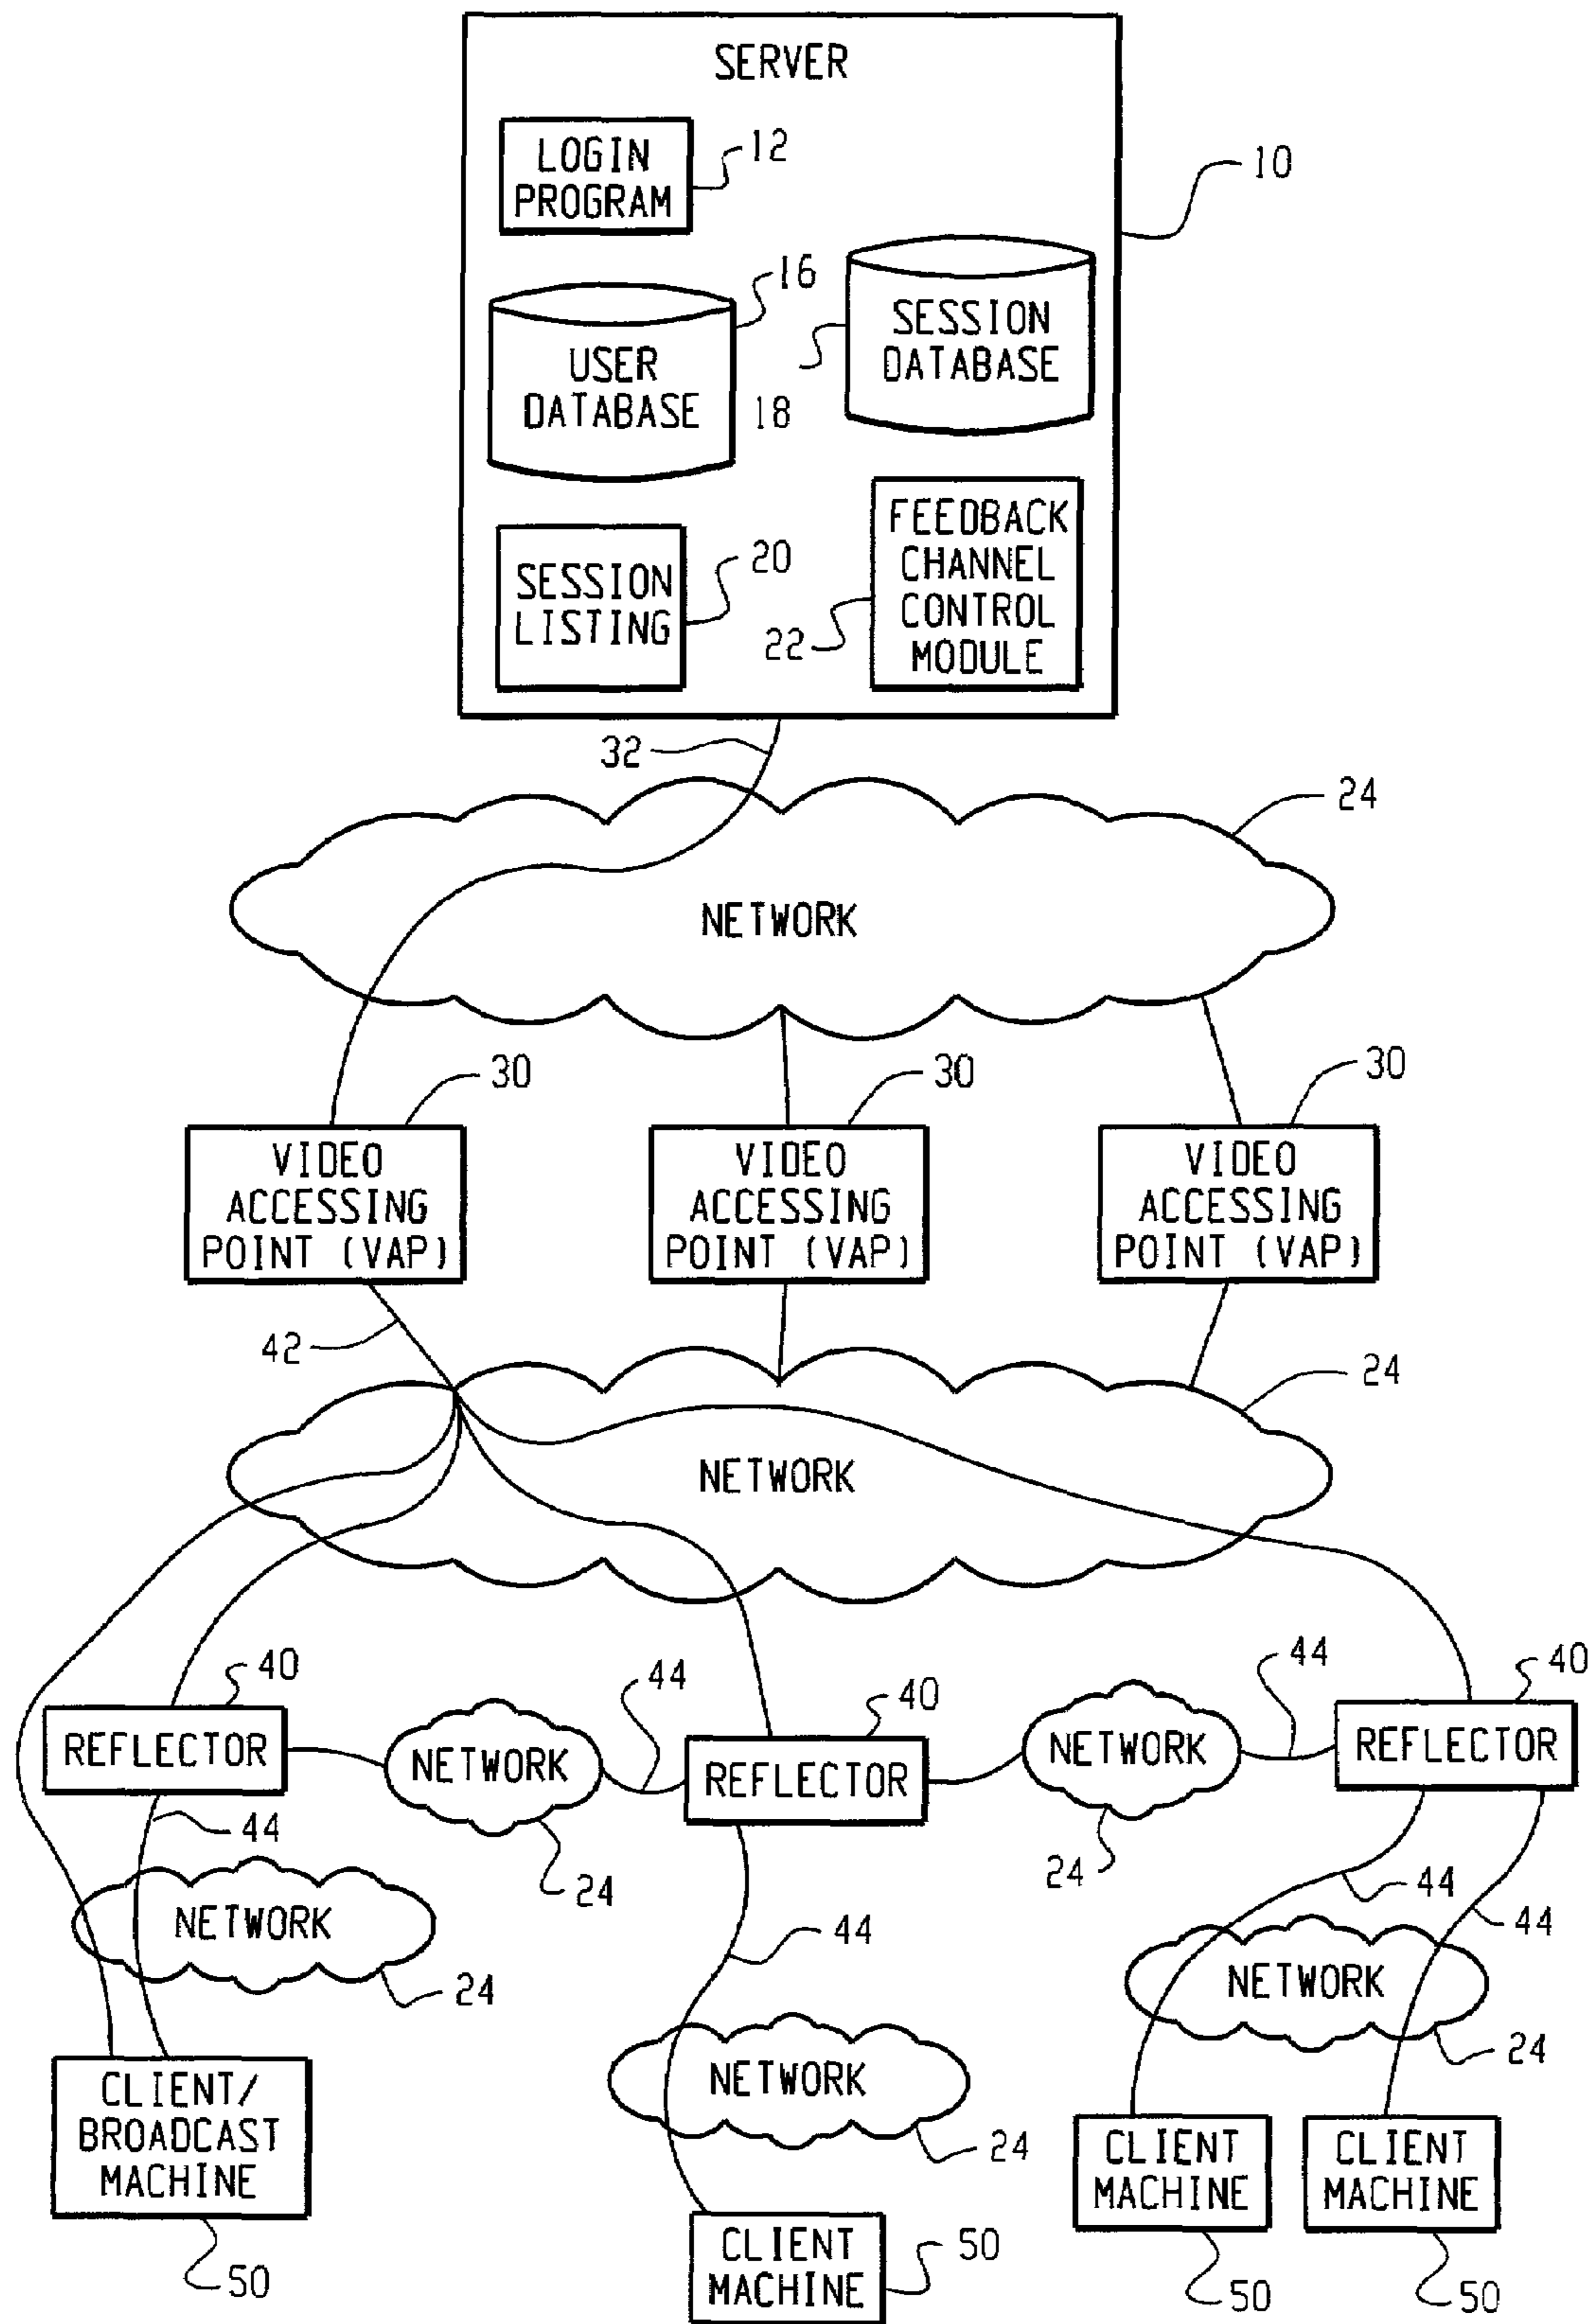 SERVER
LOGIN
PROGRAM
12
10
16
USER
DATABASE
18
SESSION
DATABASE
SESSION
LISTING
20
FEEDBACK
CHANNEL
CONTROL
MODULE
22
32
24
NETWORK
30
30
30
VIDEO
ACCESSING
POINT (VAP)
VIDEO
ACCESSING
POINT (VAP)
VIDEO
ACCESSING
POINT (VAP)
42
24
NETWORK
40
REFLECTOR
44
NETWORK
24
44
40
REFLECTOR
NETWORK
24
44
40
REFLECTOR
44
44
44
NETWORK
24
NETWORK
24
NETWORK
24
CLIENT/
BROADCAST
MACHINE
50
CLIENT
MACHINE
50
CLIENT
MACHINE
50
CLIENT
MACHINE
50